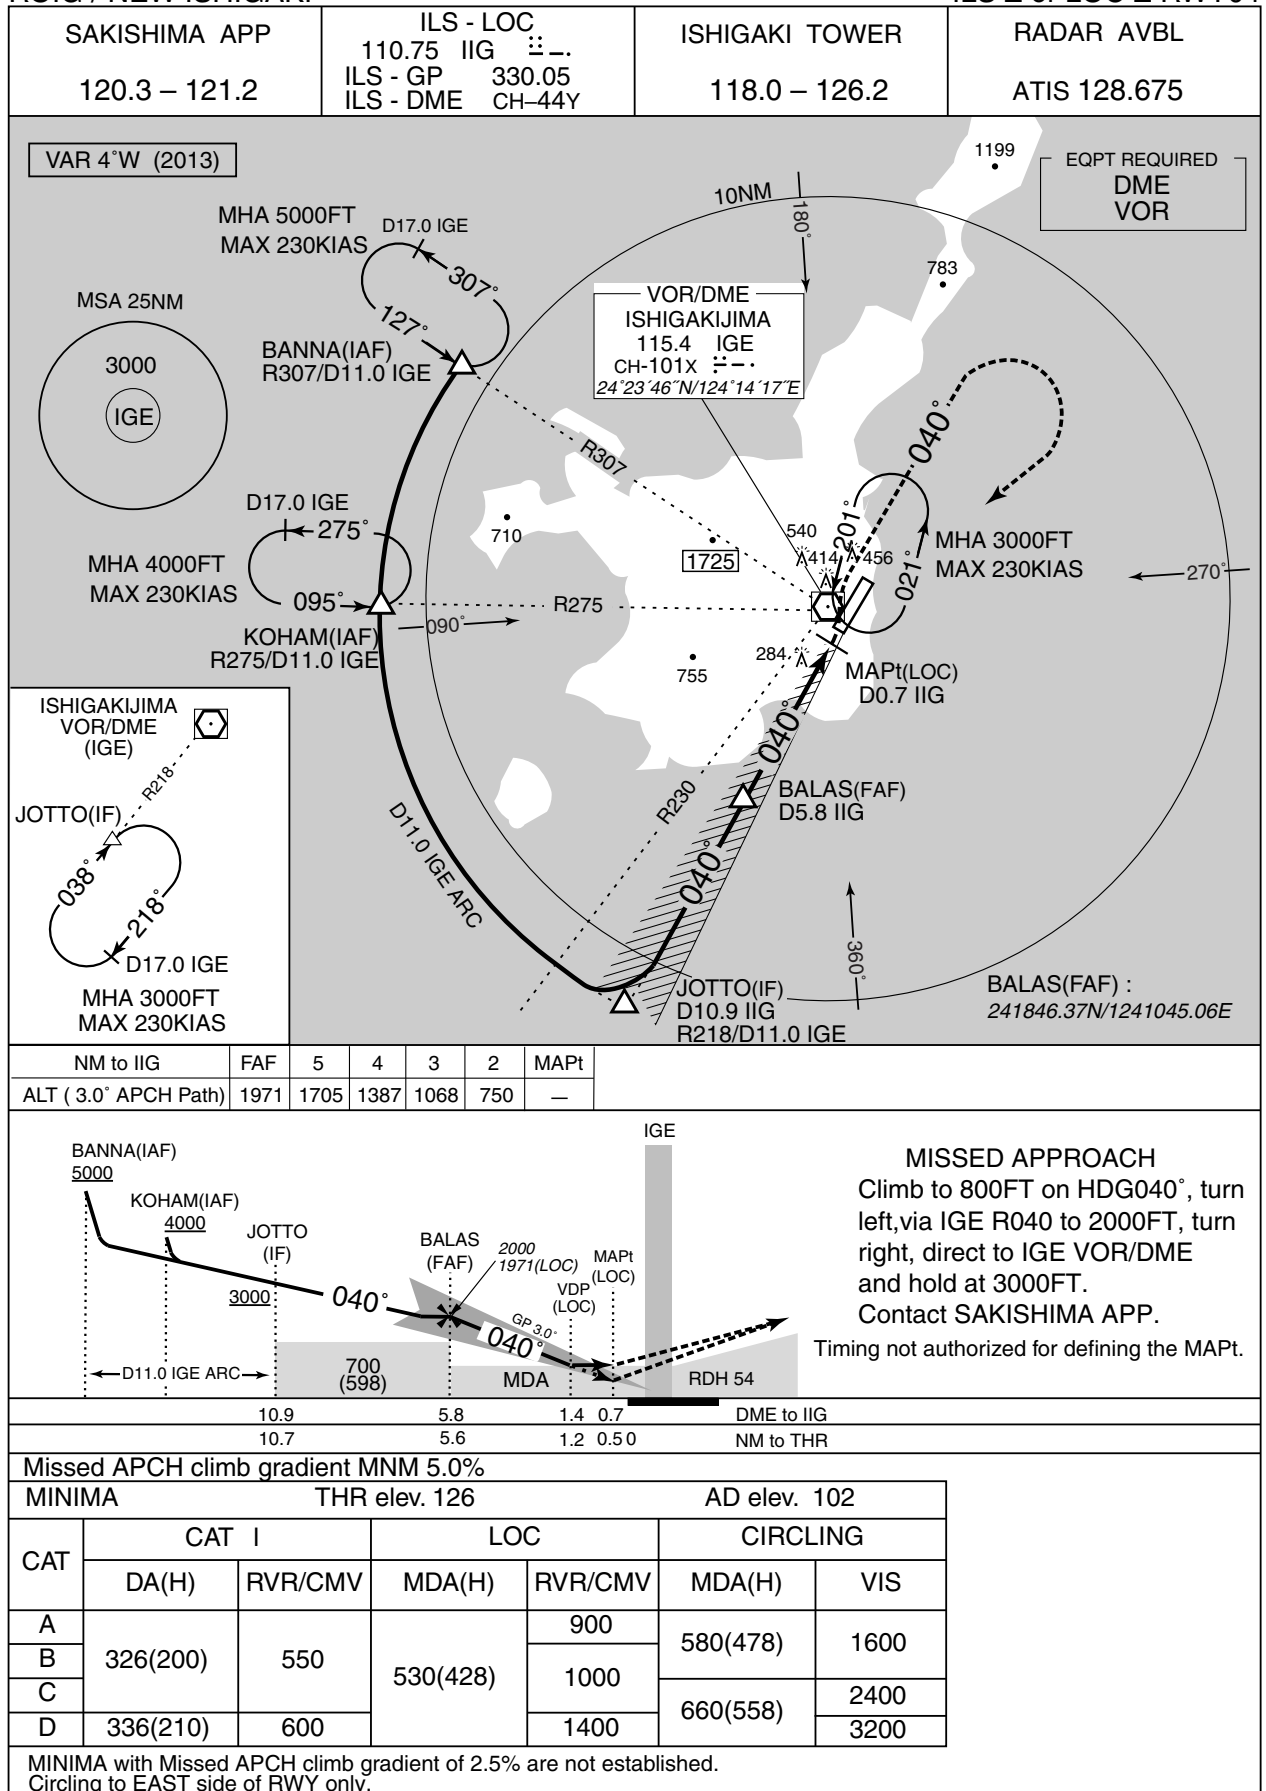 SAKISHIMA APP
120.3 – 121.2
ILS - LOC
110.75 IIG
ILS - GP 330.05
ILS - DME CH–44Y
ISHIGAKI TOWER
118.0 – 126.2
RADAR AVBL
ATIS 128.675
VAR 4˚W (2013)
EQPT REQUIRED
DME
VOR
1199
10NM
180˚
783
MHA 5000FT
MAX 230KIAS
D17.0 IGE
307˚
127˚
BANNA(IAF)
R307/D11.0 IGE
MSA 25NM
3000
IGE
VOR/DME
ISHIGAKIJIMA
115.4 IGE
CH-101X
24˚23´46˝N/124˚14´17˝E
040˚
R307
D17.0 IGE
275˚
MHA 4000FT
MAX 230KIAS
095˚
KOHAM(IAF)
R275/D11.0 IGE
090˚
R275
710
1725
540
414
456
201˚
021˚
MHA 3000FT
MAX 230KIAS
270˚
755
284
MAPt(LOC)
D0.7 IIG
040˚
BALAS(FAF)
D5.8 IIG
R230
040˚
D11.0 IGE ARC
360˚
JOTTO(IF)
D10.9 IIG
R218/D11.0 IGE
BALAS(FAF) :
241846.37N/1241045.06E
ISHIGAKIJIMA
VOR/DME
(IGE)
R218
JOTTO(IF)
038˚
218˚
D17.0 IGE
MHA 3000FT
MAX 230KIAS
NM to IIG FAF 5 4 3 2 MAPt
ALT ( 3.0˚ APCH Path) 1971 1705 1387 1068 750 —
BANNA(IAF)
5000
KOHAM(IAF)
4000
JOTTO
(IF)
3000
040˚
BALAS
(FAF)
2000
1971(LOC)
VDP
(LOC)
MAPt
(LOC)
IGE
GP 3.0˚
040˚
D11.0 IGE ARC
700
(598)
MDA
RDH 54
MISSED APPROACH
Climb to 800FT on HDG040˚, turn
left,via IGE R040 to 2000FT, turn
right, direct to IGE VOR/DME
and hold at 3000FT.
Contact SAKISHIMA APP.
Timing not authorized for defining the MAPt.
10.9 5.8 1.4 0.7 DME to IIG
10.7 5.6 1.2 0.5 0 NM to THR
Missed APCH climb gradient MNM 5.0%
MINIMA THR elev. 126 AD elev. 102
CAT CAT I LOC CIRCLING
DA(H) RVR/CMV MDA(H) RVR/CMV MDA(H) VIS
A 326(200) 550 530(428) 900 580(478) 1600
B 1000
C 660(558) 2400
D 336(210) 600 1400 3200
MINIMA with Missed APCH climb gradient of 2.5% are not established.
Circling to EAST side of RWY only.